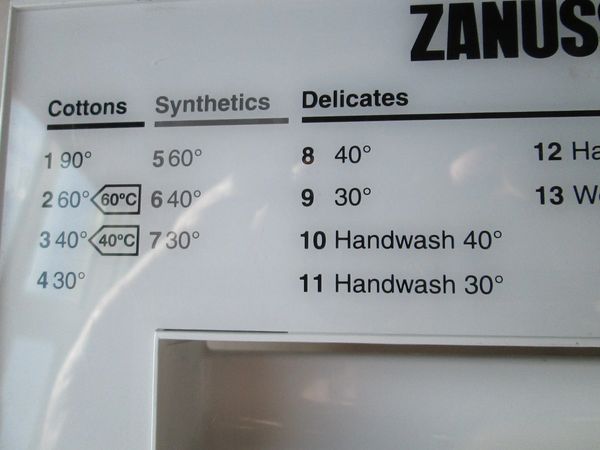 ZANUS
Cottons Synthetics Delicates
1 90° 5 60° 8 40° 12 Ha
2 60° 60°C 6 40° 9 30° 13 W
3 40° 40°C 7 30° 10 Handwash 40°
4 30° 11 Handwash 30°